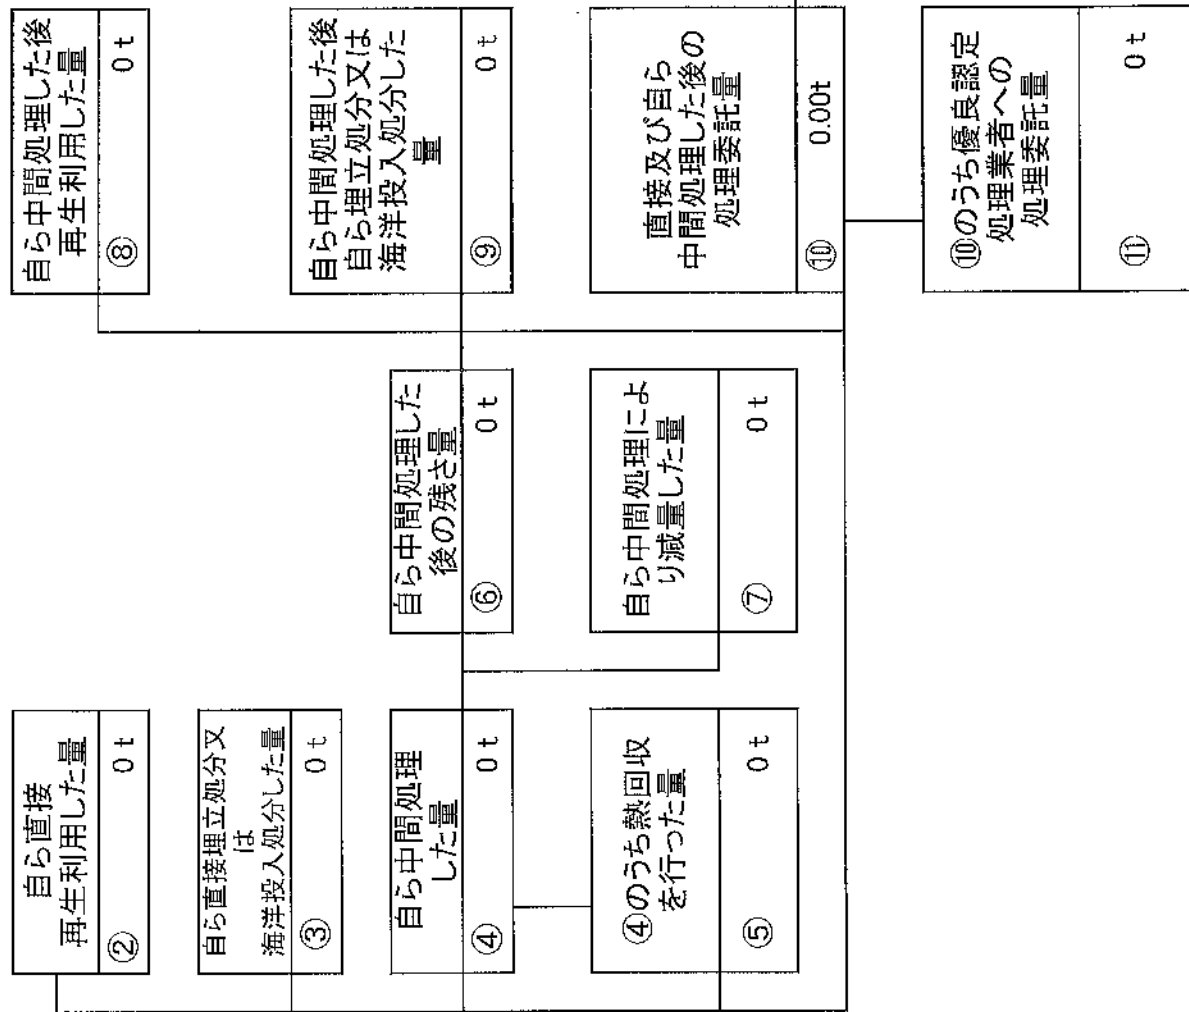 自ら直接
再生利用した量
② 0 t
自ら直接埋立処分又
は
海洋投入処分した量
③ 0 t
自ら中間処理
した量
④ 0 t
④のうち熱回収
を行った量
⑤ 0 t
自ら中間処理した
後の残さ量
⑥ 0 t
自ら中間処理によ
り減量した量
⑦ 0 t
自ら中間処理した後
再生利用した量
⑧ 0 t
自ら中間処理した後
自ら埋立処分又は
海洋投入処分した
量
⑨ 0 t
直接及び自ら
中間処理した後の
処理委託量
⑩ 0.00t
⑩のうち優良認定
処理業者への
処理委託量
⑪ 0 t